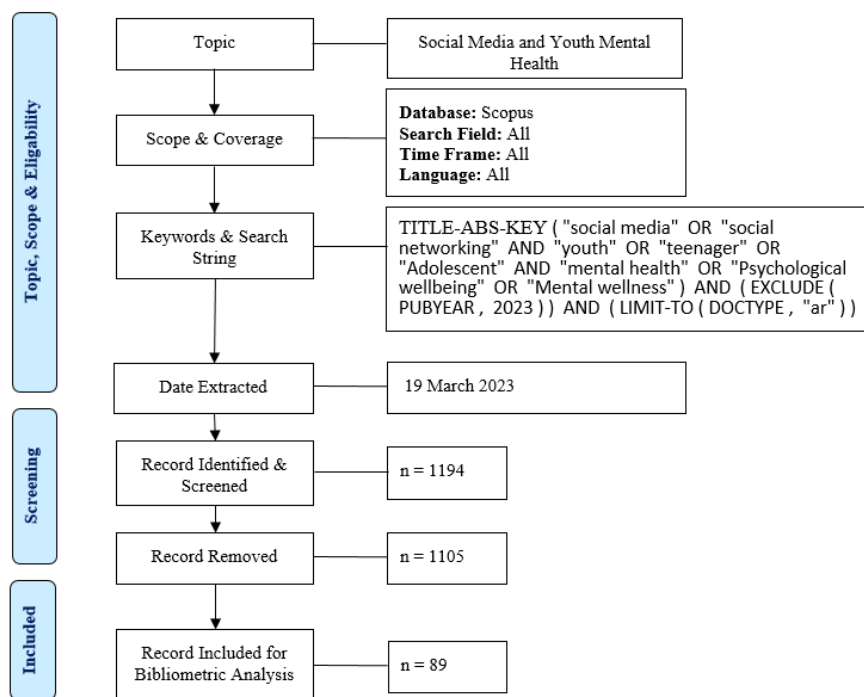 Topic, Scope & Eligability
Topic
Social Media and Youth Mental
Health
Scope & Coverage
Database: Scopus
Search Field: All
Time Frame: All
Language: All
Keywords & Search
String
TITLE-ABS-KEY ( "social media" OR "social
networking" AND "youth" OR "teenager" OR
"Adolescent" AND "mental health" OR "Psychological
wellbeing" OR "Mental wellness" ) AND ( EXCLUDE (
PUBYEAR , 2023 ) ) AND ( LIMIT-TO ( DOCTYPE , "ar" ) )
Date Extracted
19 March 2023
Screening
Record Identified &
Screened
n = 1194
Record Removed
n = 1105
Included
Record Included for
Bibliometric Analysis
n = 89